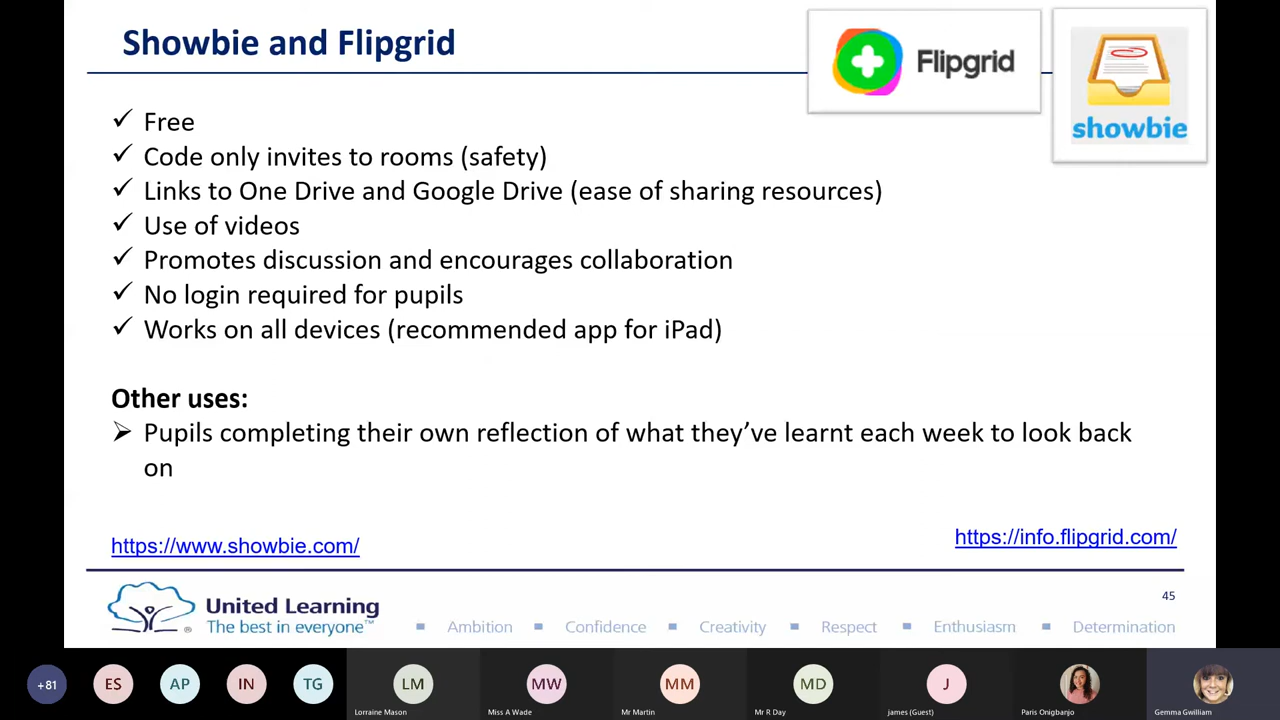 Showbie and Flipgrid
Flipgrid
showbie
Free
Code only invites to rooms (safety)
Links to One Drive and Google Drive (ease of sharing resources)
Use of videos
Promotes discussion and encourages collaboration
No login required for pupils
Works on all devices (recommended app for iPad)
Other uses:
Pupils completing their own reflection of what they've learnt each week to look back
on
https://www.showbie.com/
https://info.flipgrid.com/
45
United Learning
The best in everyone™
Ambition Confidence Creativity Respect Enthusiasm Determination
+81 ES AP IN TG LM MW MM MD J
Lorraine Mason Miss A Wade Mr Martin Mr R Day james (Guest) Paris Onigbanjo Gemma Gwilliam